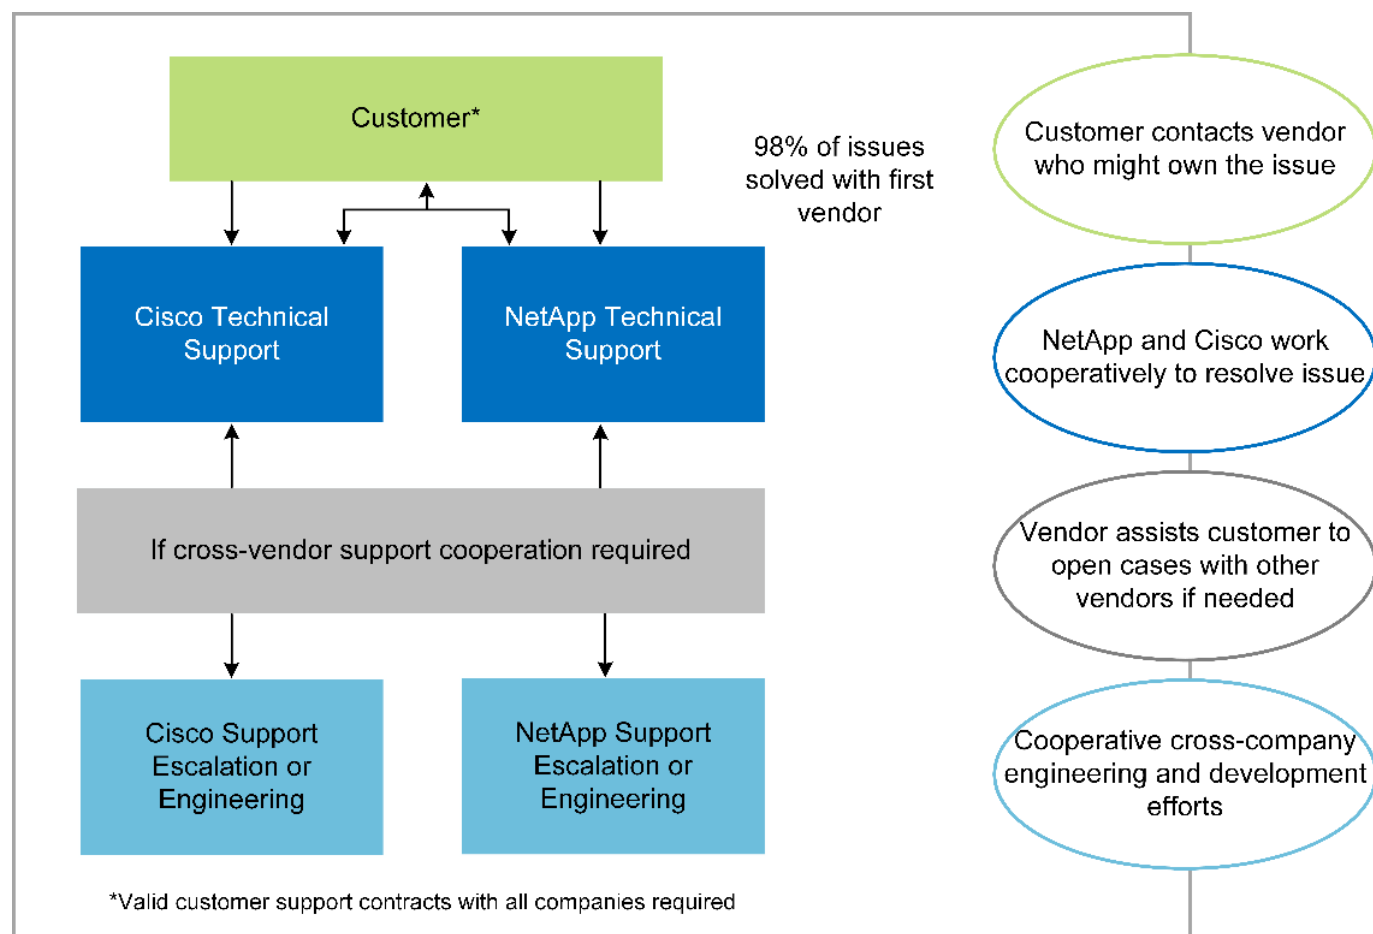 Customer*
98% of issues
solved with first
vendor
Customer contacts vendor
who might own the issue
Cisco Technical
Support
NetApp Technical
Support
NetApp and Cisco work
cooperatively to resolve issue
If cross-vendor support cooperation required
Vendor assists customer to
open cases with other
vendors if needed
Cisco Support
Escalation or
Engineering
NetApp Support
Escalation or
Engineering
Cooperative cross-company
engineering and development
efforts
*Valid customer support contracts with all companies required